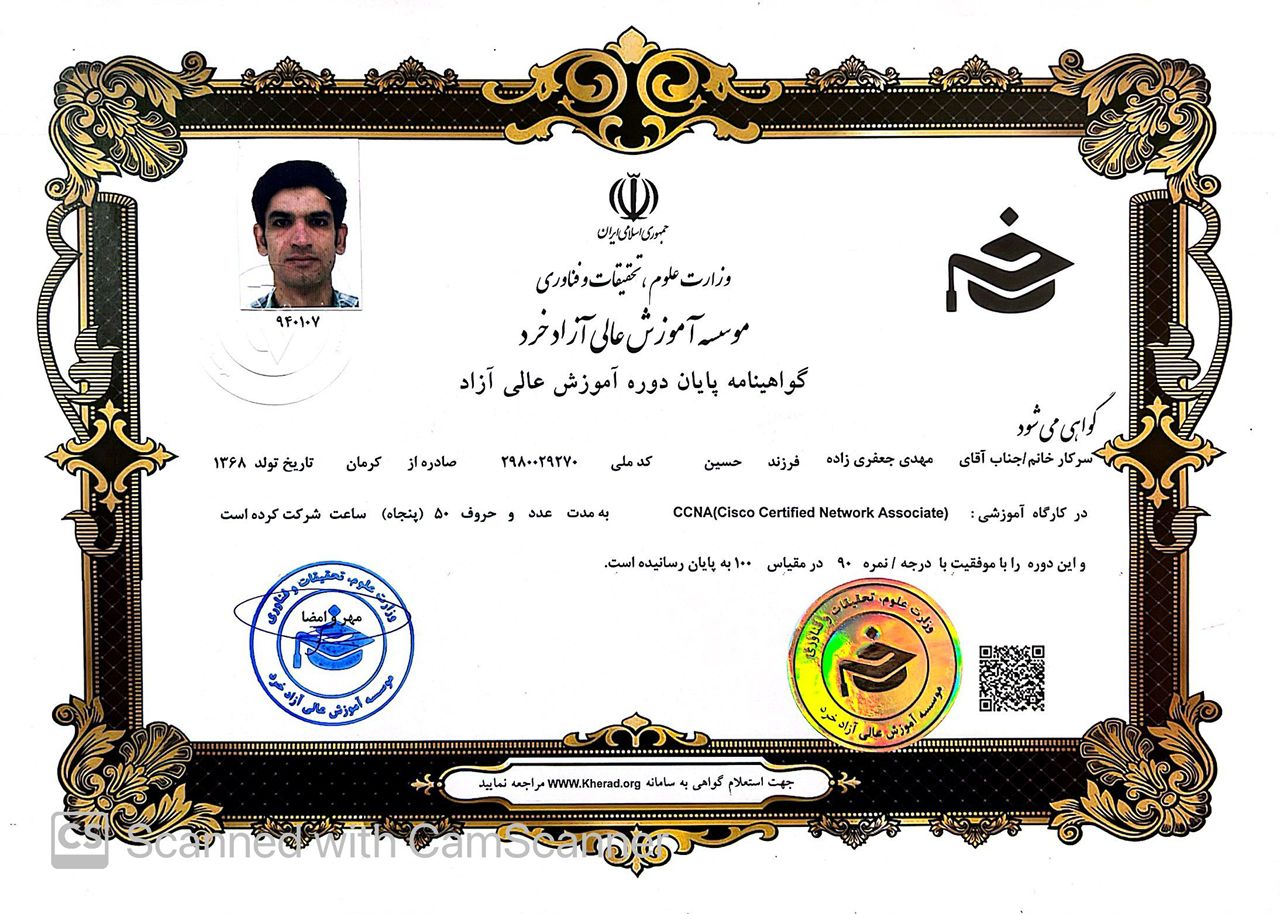 جمهوری اسلامی ایران
وزارت علوم، تحقیقات و فناوری
موسسه آموزش عالی آزاد خرد
گواهینامه پایان دوره آموزش عالی آزاد
۹۴۰۱۰۷
گواهی می شود
سرکار خانم/جناب آقای مهدی جعفری زاده فرزند حسین کد ملی ۲۹۸۰۰۲۹۲۷۰ صادره از کرمان تاریخ تولد ۱۳۶۸
در کارگاه آموزشی : CCNA(Cisco Certified Network Associate) به مدت عدد و حروف ۵۰ (پنجاه) ساعت شرکت کرده است
و این دوره را با موفقیت با درجه / نمره ۹۰ در مقیاس ۱۰۰ به پایان رسانیده است.
وزارت علوم، تحقیقات و فناوری
موسسه آموزش عالی آزاد خرد
وزارت علوم، تحقیقات و فناوری
مهر و امضا
موسسه آموزش عالی آزاد خرد
جهت استعلام گواهی به سامانه WWW.Kherad.org مراجعه نمایید
CS Scanned with CamScanner